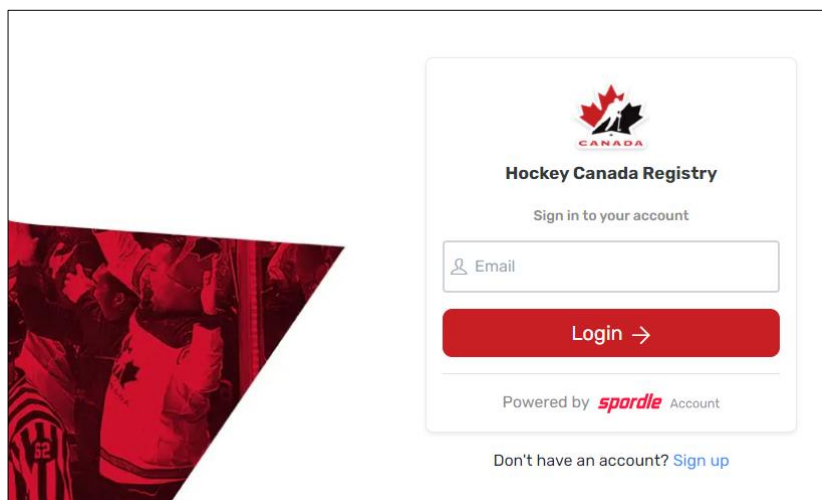 CANADA
Hockey Canada Registry
Sign in to your account
Email
Login →
Powered by spordle Account
Don't have an account? Sign up
62